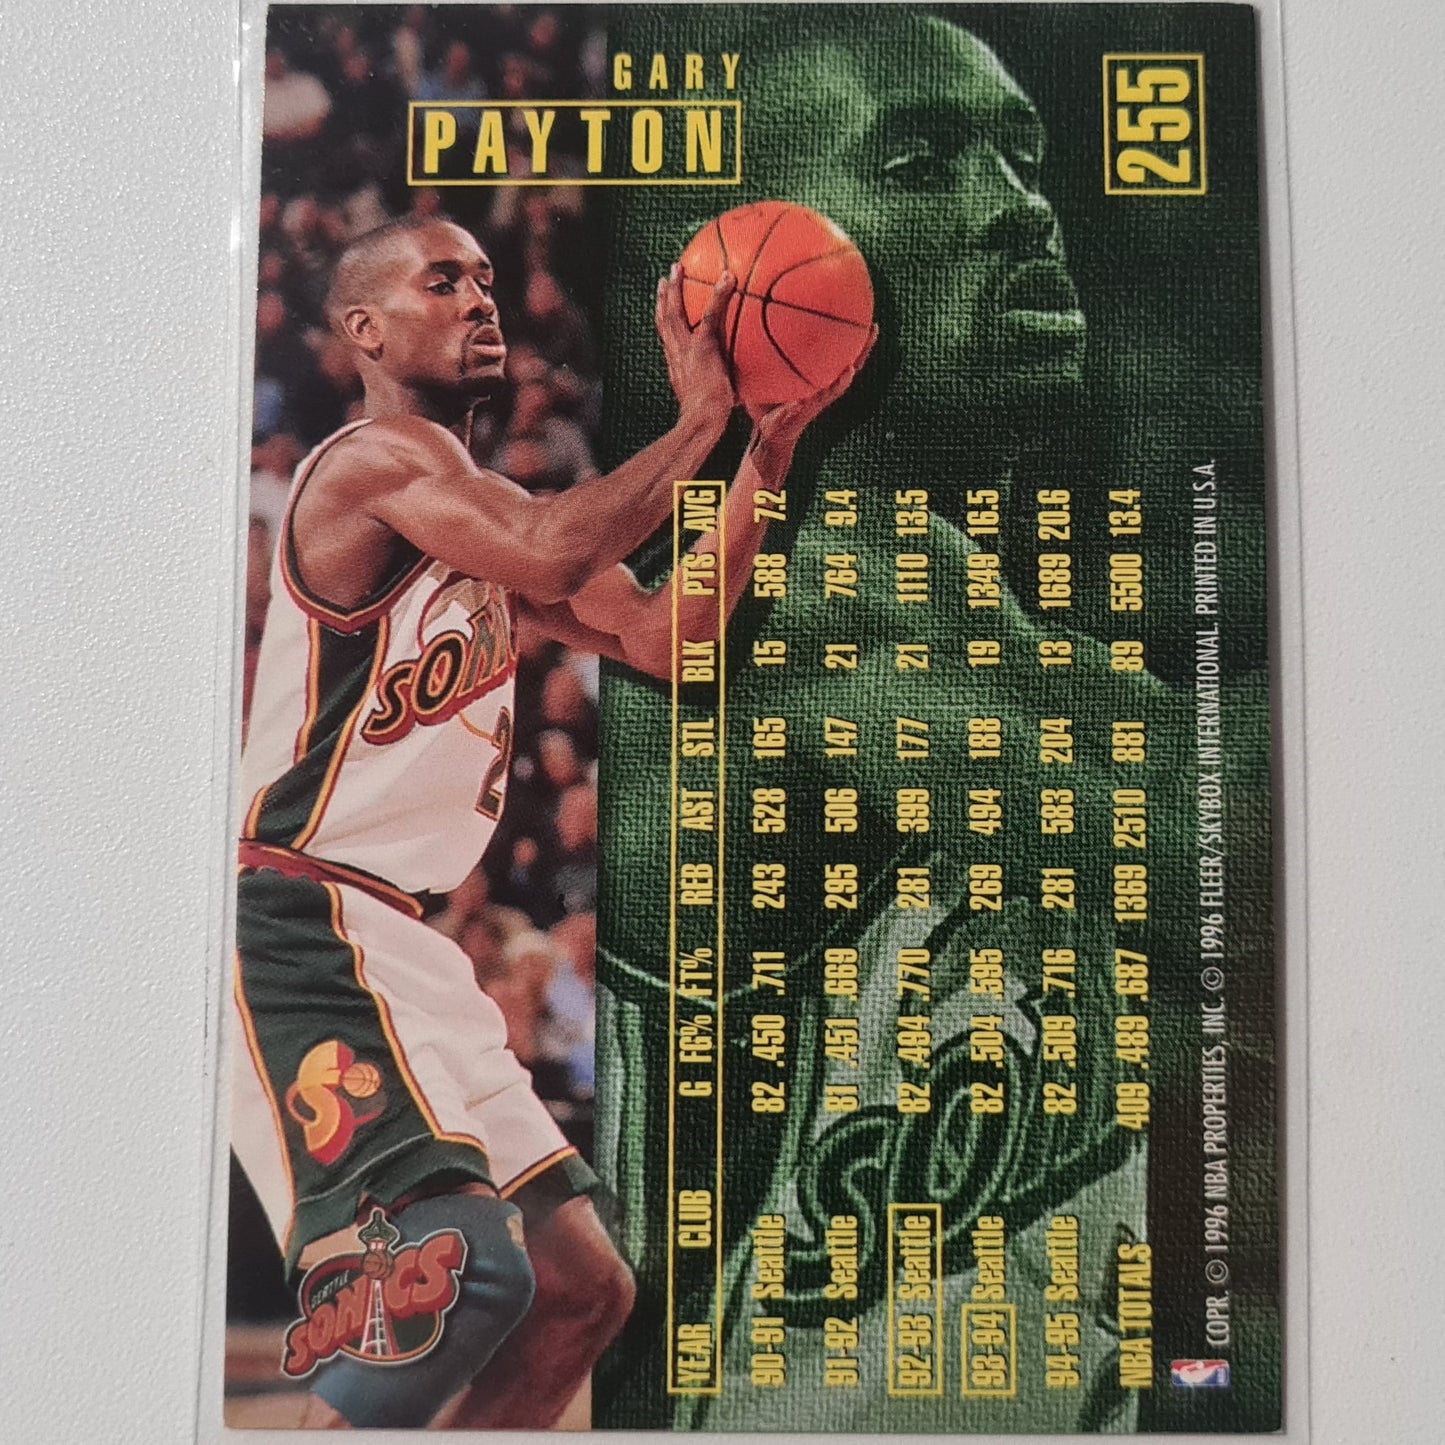 GARY
PAYTON
255
YEAR CLUB G FG% FT% REB AST STL BLK PTS AVG
90-91 Seattle 82 .450 .711 243 528 165 15 588 7.2
91-92 Seattle 81 .451 .669 295 506 147 21 764 9.4
92-93 Seattle 82 .494 .770 281 399 177 21 1110 13.5
93-94 Seattle 82 .504 .595 269 494 188 19 1349 16.5
94-95 Seattle 82 .509 .716 281 583 204 13 1689 20.6
NBA TOTALS 409 .489 .687 1369 2510 881 89 5500 13.4
COPR. © 1996 NBA PROPERTIES, INC. © 1996 FLEER/SKYBOX INTERNATIONAL. PRINTED IN U.S.A.
SONI
2
SEATTLE
SONICS
SO